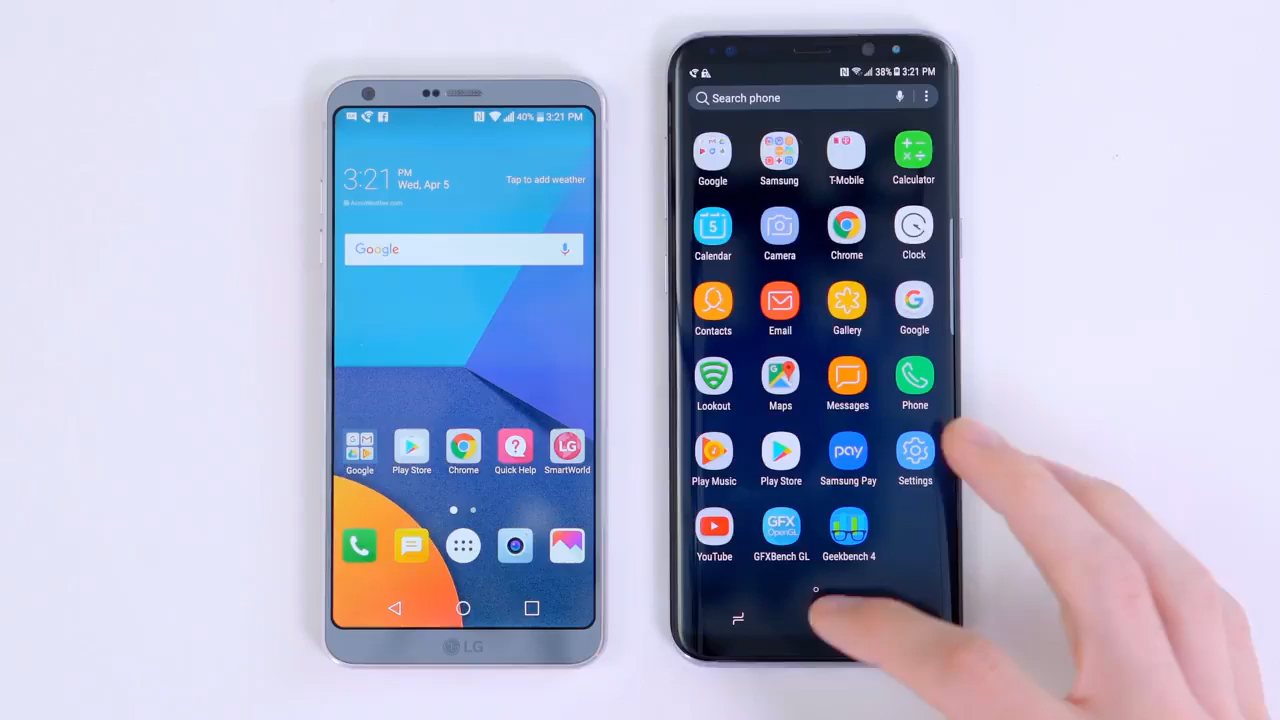 40% 3:21 PM
3:21 PM
Wed, Apr 5
Tap to add weather
AccuWeather.com
Google
Google Play Store Chrome Quick Help SmartWorld
LG
LG
38% 3:21 PM
Search phone
Google Samsung T-Mobile Calculator
5
Calendar Camera Chrome Clock
Contacts Email Gallery Google
Lookout Maps Messages Phone
pay
Play Music Play Store Samsung Pay Settings
GFX
OpenGL
YouTube GFXBench GL Geekbench 4